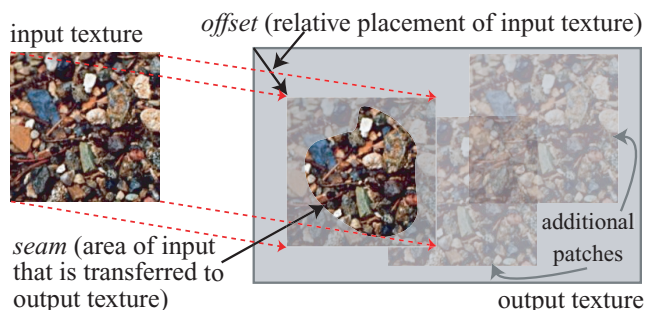 offset (relative placement of input texture)
input texture
seam (area of input
that is transferred to
output texture)
additional
patches
output texture